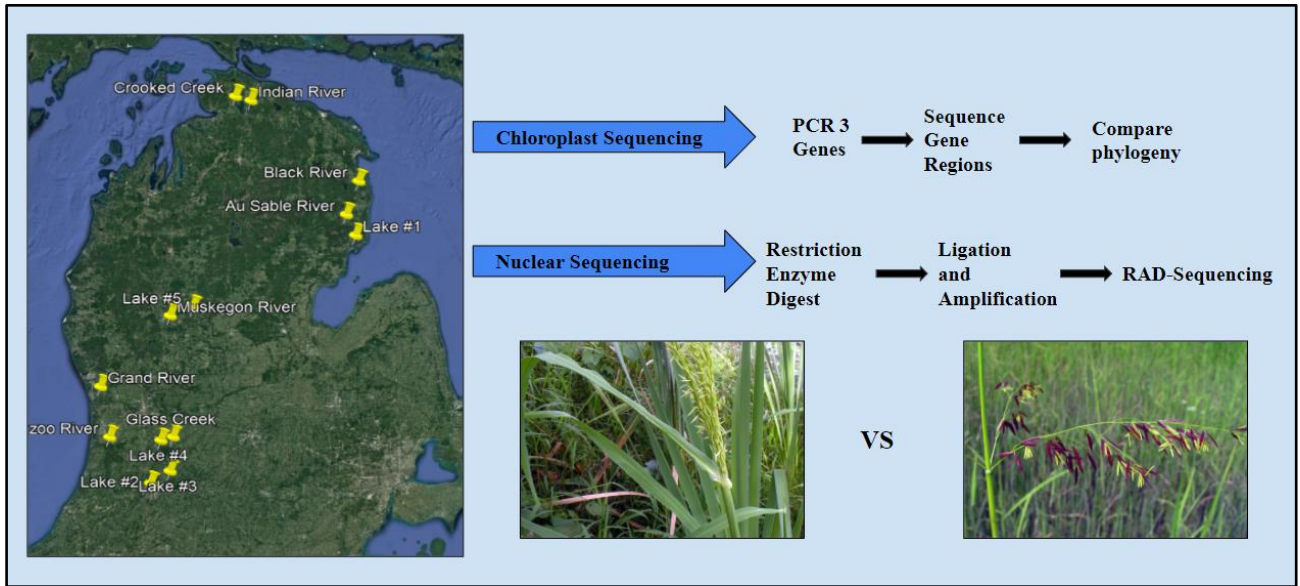 Crooked Creek
Indian River
Black River
Au Sable River
Lake #1
Lake #5
Muskegon River
Grand River
zoo River
Glass Creek
Lake #4
Lake #2
Lake #3
Chloroplast Sequencing
PCR 3
Genes
Sequence
Gene
Regions
Compare
phylogeny
Nuclear Sequencing
Restriction
Enzyme
Digest
Ligation
and
Amplification
RAD-Sequencing
VS